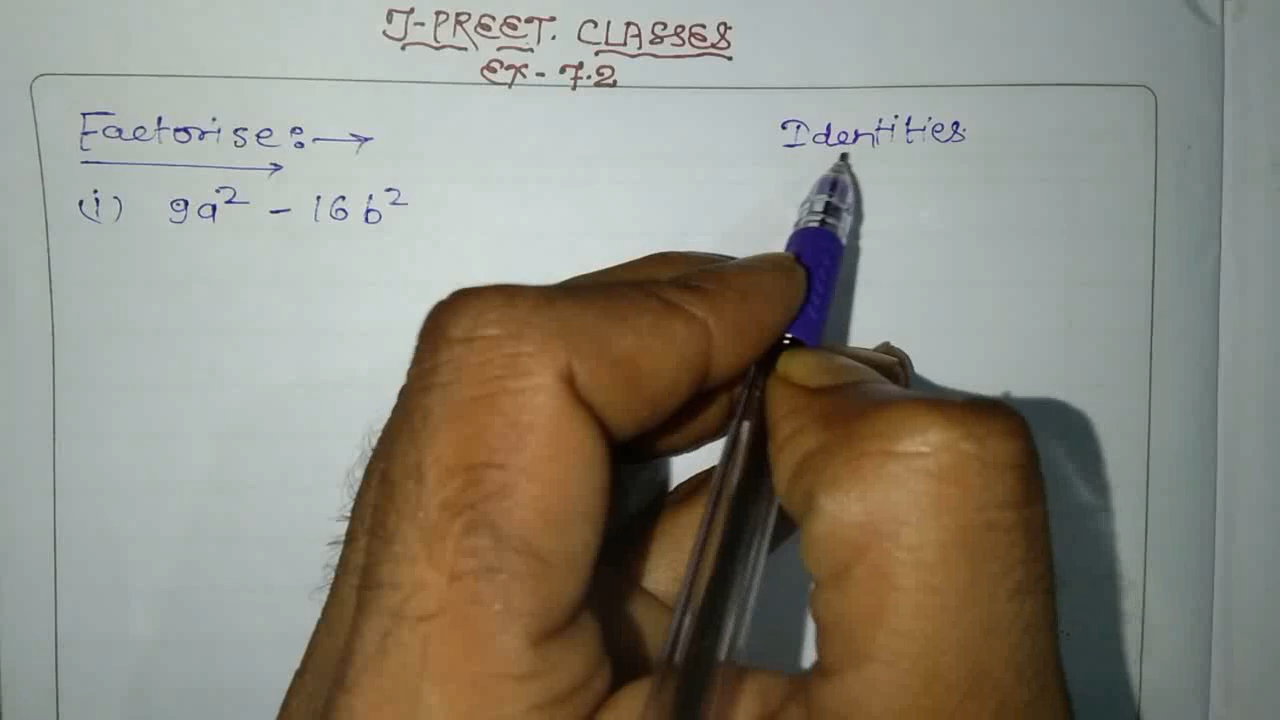 J-PREET. CLASSES
EX- 7.2
Factorise:→
Identities
(i) 9a² - 16b²